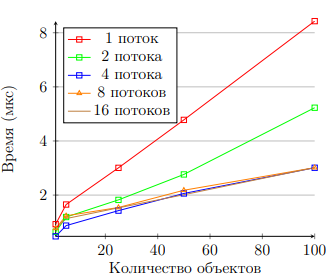 8
6
4
2
20
40
60
80
100
Время (мкс)
Количество объектов
1 поток
2 потока
4 потока
8 потоков
16 потоков